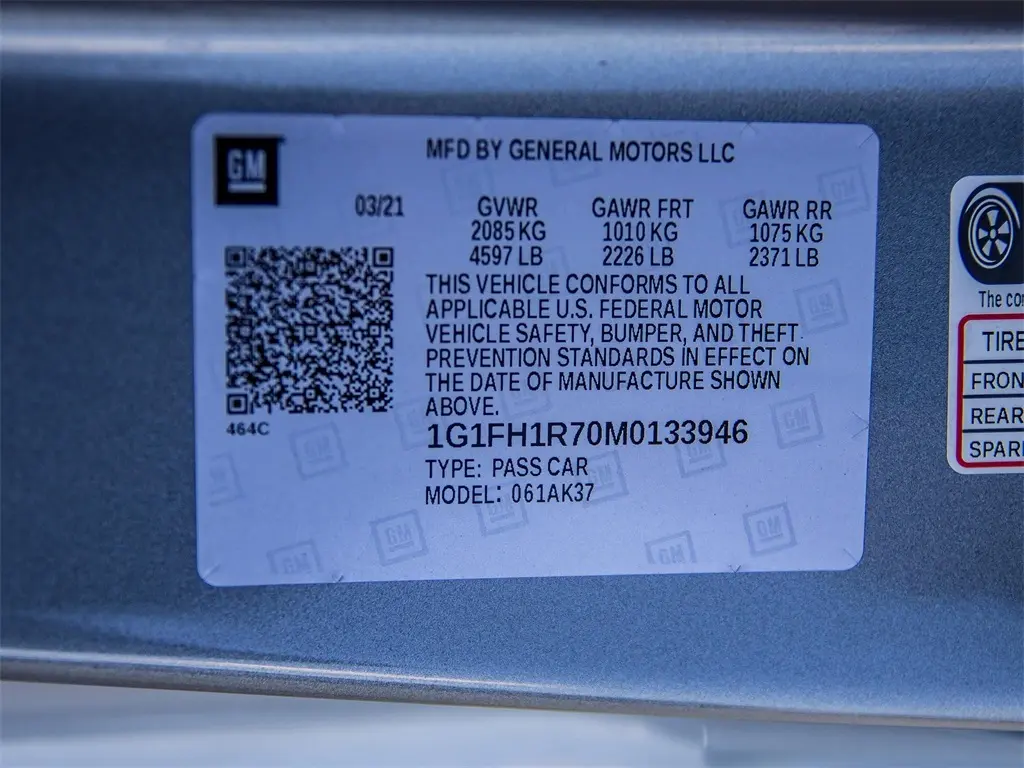 GM
MFD BY GENERAL MOTORS LLC
03/21
GVWR GAWR FRT GAWR RR
2085 KG 1010 KG 1075 KG
4597 LB 2226 LB 2371 LB
THIS VEHICLE CONFORMS TO ALL
APPLICABLE U.S. FEDERAL MOTOR
VEHICLE SAFETY, BUMPER, AND THEFT
PREVENTION STANDARDS IN EFFECT ON
THE DATE OF MANUFACTURE SHOWN
ABOVE.
464C
1G1FH1R70M0133946
TYPE: PASS CAR
MODEL: 061AK37
The
TIRE
FRON
REAR
SPAR